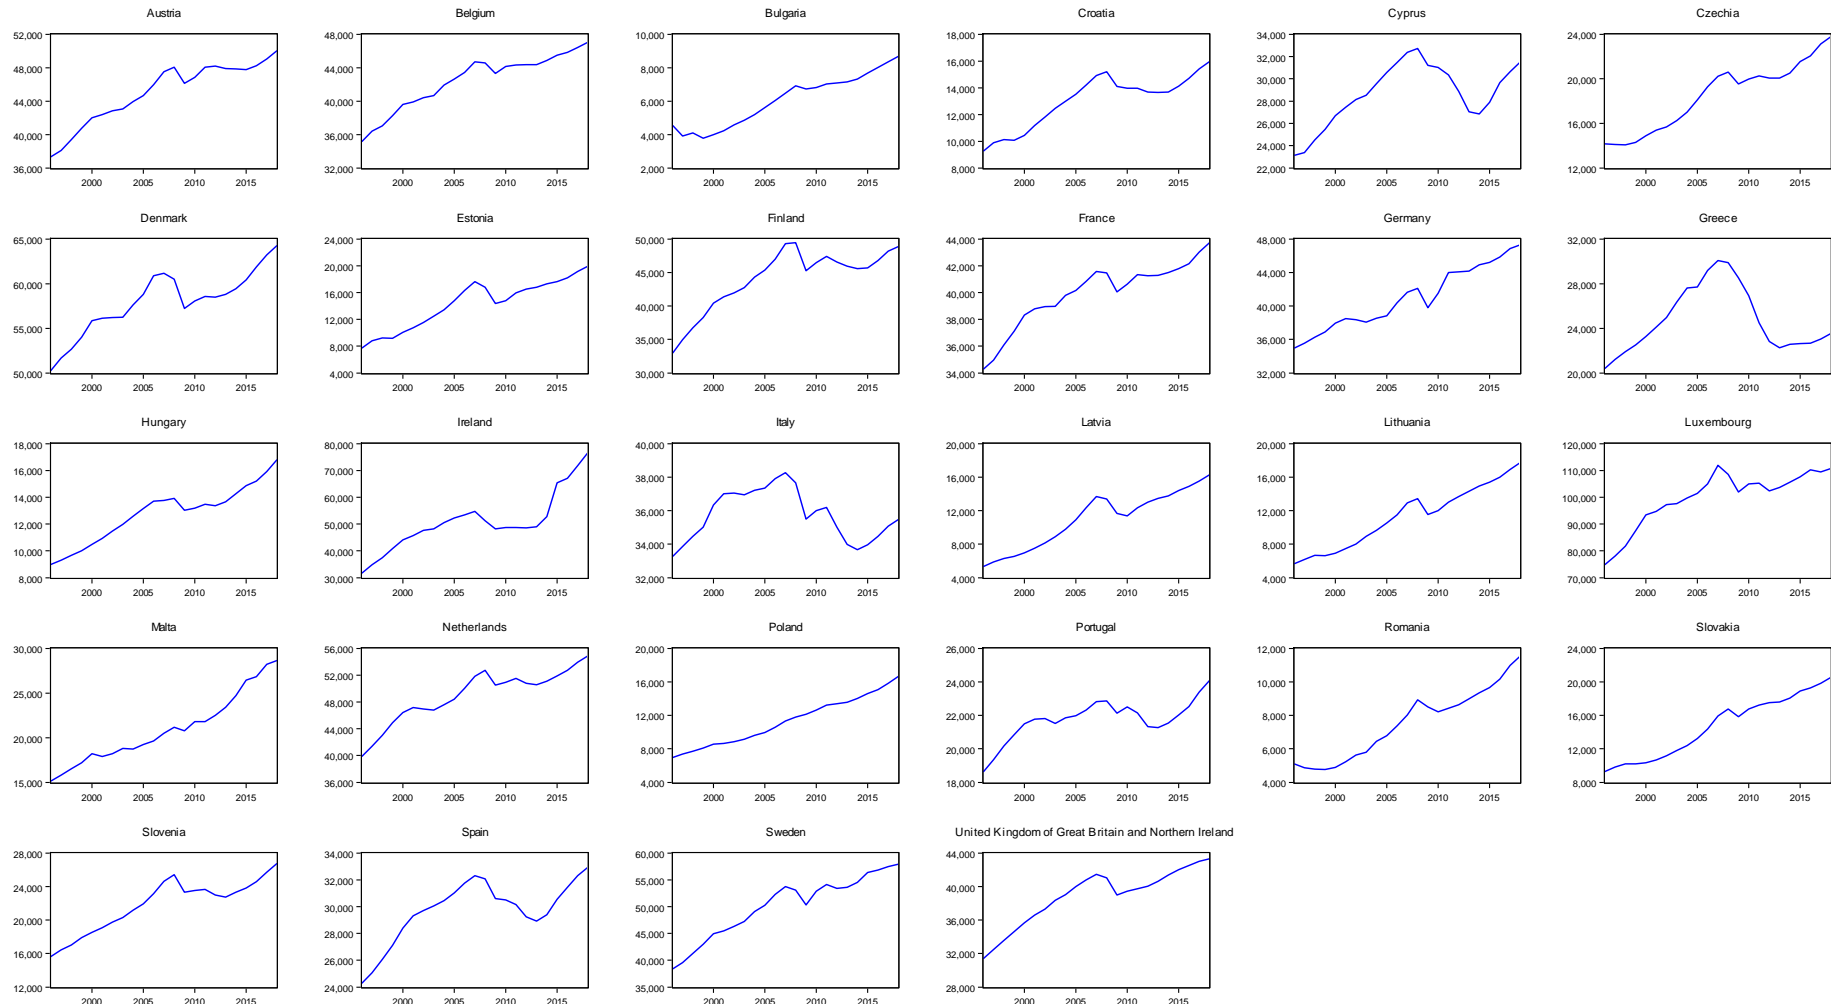 Austria Belgium Bulgaria Croatia Cyprus Czechia
52,000 48,000 10,000 18,000 34,000 24,000
48,000 44,000 8,000 16,000 32,000 20,000
44,000 40,000 6,000 14,000 30,000 16,000
40,000 36,000 4,000 12,000 28,000 12,000
36,000 32,000 2,000 10,000 26,000
8,000 24,000
22,000
2000 2005 2010 2015 2000 2005 2010 2015 2000 2005 2010 2015 2000 2005 2010 2015 2000 2005 2010 2015 2000 2005 2010 2015
Denmark Estonia Finland France Germany Greece
65,000 24,000 50,000 44,000 48,000 32,000
60,000 20,000 45,000 42,000 44,000 28,000
55,000 16,000 40,000 40,000 40,000 24,000
50,000 12,000 35,000 38,000 36,000 20,000
8,000 30,000 36,000 32,000
4,000 34,000
2000 2005 2010 2015 2000 2005 2010 2015 2000 2005 2010 2015 2000 2005 2010 2015 2000 2005 2010 2015 2000 2005 2010 2015
Hungary Ireland Italy Latvia Lithuania Luxembourg
18,000 80,000 40,000 20,000 20,000 120,000
16,000 70,000 38,000 16,000 16,000 110,000
14,000 60,000 36,000 12,000 12,000 100,000
12,000 50,000 34,000 8,000 8,000 90,000
10,000 40,000 32,000 4,000 4,000 80,000
8,000 30,000 70,000
2000 2005 2010 2015 2000 2005 2010 2015 2000 2005 2010 2015 2000 2005 2010 2015 2000 2005 2010 2015 2000 2005 2010 2015
Malta Netherlands Poland Portugal Romania Slovakia
30,000 56,000 20,000 26,000 12,000 24,000
25,000 52,000 16,000 24,000 10,000 20,000
20,000 48,000 12,000 22,000 8,000 16,000
15,000 44,000 8,000 20,000 6,000 12,000
40,000 4,000 18,000 4,000 8,000
36,000
2000 2005 2010 2015 2000 2005 2010 2015 2000 2005 2010 2015 2000 2005 2010 2015 2000 2005 2010 2015 2000 2005 2010 2015
Slovenia Spain Sweden United Kingdom of Great Britain and Northern Ireland
28,000 34,000 60,000 44,000
24,000 32,000 55,000 40,000
20,000 30,000 50,000 36,000
16,000 28,000 45,000 32,000
12,000 26,000 40,000 28,000
24,000 35,000
2000 2005 2010 2015 2000 2005 2010 2015 2000 2005 2010 2015 2000 2005 2010 2015